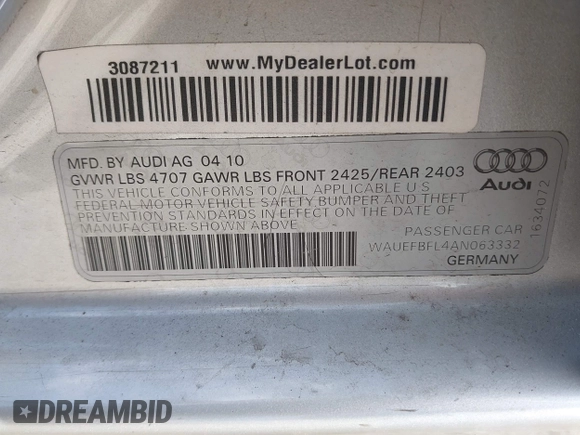 3087211 www.MyDealerLot.com
MFD. BY AUDI AG 04 10
GVWR LBS 4707 GAWR LBS FRONT 2425/REAR 2403
THIS VEHICLE CONFORMS TO ALL APPLICABLE U S
FEDERAL MOTOR VEHICLE SAFETY BUMPER AND THEFT
PREVENTION STANDARDS IN EFFECT ON THE DATE OF
MANUFACTURE SHOWN ABOVE
Audi
1634072
PASSENGER CAR
WAUEFBFL4AN063332
GERMANY
DREAMBID